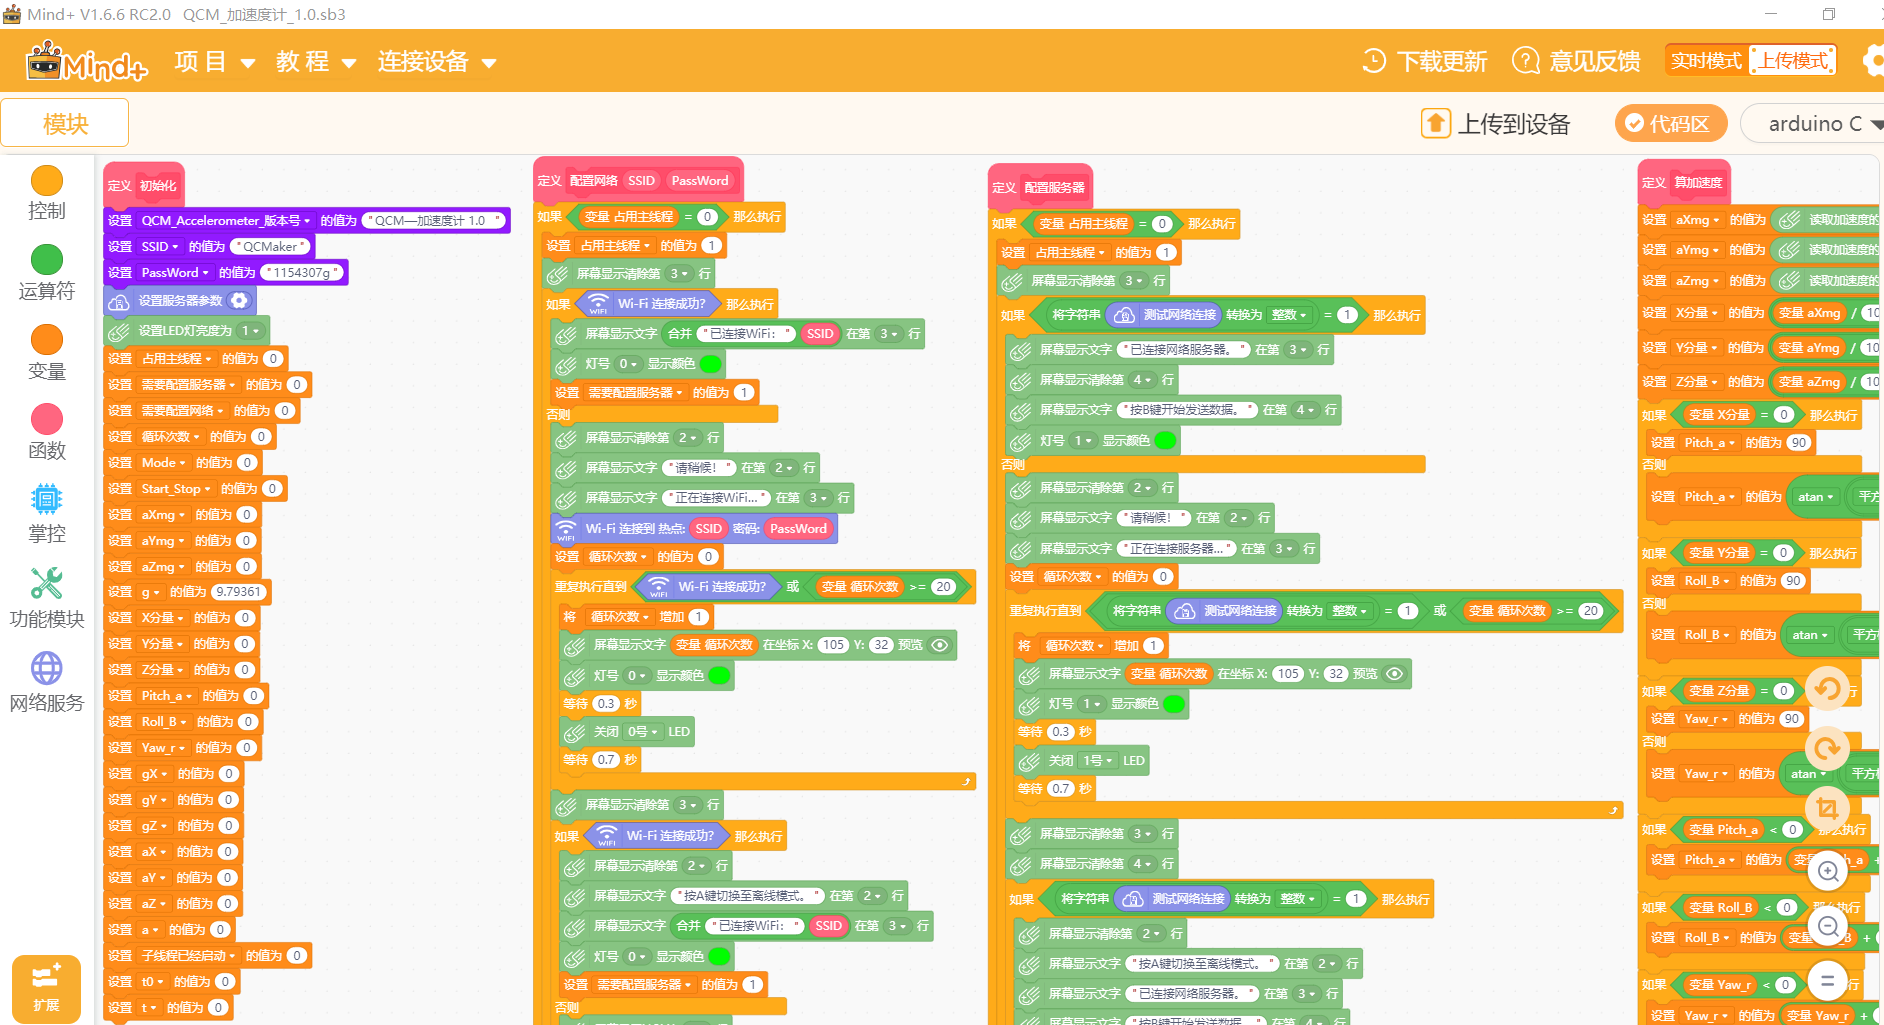 Mind+ V1.6.6 RC2.0   QCM_加速度计_1.0.sb3
Mind+ 项目 教程 连接设备 下载更新 意见反馈 实时模式 上传模式
模块 上传到设备 代码区 arduino C
控制
运算符
变量
函数
掌控
功能模块
网络服务
扩展
定义 初始化
设置 QCM_Accelerometer_版本号 的值为 "QCM—加速度计 1.0 "
设置 SSID 的值为 "QCMaker"
设置 PassWord 的值为 "1154307g"
设置服务器参数
设置LED灯亮度为 1
设置 占用主线程 的值为 0
设置 需要配置服务器 的值为 0
设置 需要配置网络 的值为 0
设置 循环次数 的值为 0
设置 Mode 的值为 0
设置 Start_Stop 的值为 0
设置 aXmg 的值为 0
设置 aYmg 的值为 0
设置 aZmg 的值为 0
设置 g 的值为 9.79361
设置 X分量 的值为 0
设置 Y分量 的值为 0
设置 Z分量 的值为 0
设置 Pitch_a 的值为 0
设置 Roll_B 的值为 0
设置 Yaw_r 的值为 0
设置 gX 的值为 0
设置 gY 的值为 0
设置 gZ 的值为 0
设置 aX 的值为 0
设置 aY 的值为 0
设置 aZ 的值为 0
设置 a 的值为 0
设置 子线程已经启动 的值为 0
设置 t0 的值为 0
设置 t 的值为 0
定义 配置网络 SSID PassWord
如果 变量 占用主线程 = 0 那么执行
设置 占用主线程 的值为 1
屏幕显示清除第 3 行
如果 WIFI Wi-Fi 连接成功? 那么执行
屏幕显示文字 合并 "已连接WiFi： " SSID 在第 3 行
灯号 0 显示颜色
设置 需要配置服务器 的值为 1
否则
屏幕显示清除第 2 行
屏幕显示文字 "请稍候！ " 在第 2 行
屏幕显示文字 "正在连接WiFi..." 在第 3 行
WIFI Wi-Fi 连接到 热点: SSID 密码: PassWord
设置 循环次数 的值为 0
重复执行直到 WIFI Wi-Fi 连接成功? 或 变量 循环次数 >= 20
将 循环次数 增加 1
屏幕显示文字 变量 循环次数 在坐标 X: 105 Y: 32 预览
灯号 0 显示颜色
等待 0.3 秒
关闭 0号 LED
等待 0.7 秒
屏幕显示清除第 3 行
如果 WIFI Wi-Fi 连接成功? 那么执行
屏幕显示清除第 2 行
屏幕显示文字 "按A键切换至离线模式。 " 在第 2 行
屏幕显示文字 合并 "已连接WiFi： " SSID 在第 3 行
灯号 0 显示颜色
设置 需要配置服务器 的值为 1
否则
定义 配置服务器
如果 变量 占用主线程 = 0 那么执行
设置 占用主线程 的值为 1
屏幕显示清除第 3 行
如果 将字符串 测试网络连接 转换为 整数 = 1 那么执行
屏幕显示文字 "已连接网络服务器。 " 在第 3 行
屏幕显示清除第 4 行
屏幕显示文字 "按B键开始发送数据。 " 在第 4 行
灯号 1 显示颜色
否则
屏幕显示清除第 2 行
屏幕显示文字 "请稍候！ " 在第 2 行
屏幕显示文字 "正在连接服务器..." 在第 3 行
设置 循环次数 的值为 0
重复执行直到 将字符串 测试网络连接 转换为 整数 = 1 或 变量 循环次数 >= 20
将 循环次数 增加 1
屏幕显示文字 变量 循环次数 在坐标 X: 105 Y: 32 预览
灯号 1 显示颜色
等待 0.3 秒
关闭 1号 LED
等待 0.7 秒
屏幕显示清除第 3 行
屏幕显示清除第 4 行
如果 将字符串 测试网络连接 转换为 整数 = 1 那么执行
屏幕显示清除第 2 行
屏幕显示文字 "按A键切换至离线模式。 " 在第 2 行
屏幕显示文字 "已连接网络服务器。 " 在第 3 行
屏幕显示文字 "按B键开始发送数据。 " 在第 4 行
定义 算加速度
设置 aXmg 的值为 读取加速度的
设置 aYmg 的值为 读取加速度的
设置 aZmg 的值为 读取加速度的
设置 X分量 的值为 变量 aXmg / 10
设置 Y分量 的值为 变量 aYmg / 10
设置 Z分量 的值为 变量 aZmg / 10
如果 变量 X分量 = 0 那么执行
设置 Pitch_a 的值为 90
否则
设置 Pitch_a 的值为 atan 平方
如果 变量 Y分量 = 0 那么执行
设置 Roll_B 的值为 90
否则
设置 Roll_B 的值为 atan 平方
如果 变量 Z分量 = 0 行
设置 Yaw_r 的值为 90
否则
设置 Yaw_r 的值为 atan 平方
如果 变量 Pitch_a < 0 那么执行
设置 Pitch_a 的值为 +
如果 变量 Roll_B < 0 那么执行
设置 Roll_B 的值为 变量 +
如果 变量 Yaw_r < 0 行
设置 Yaw_r 的值为 变量 Yaw_r +